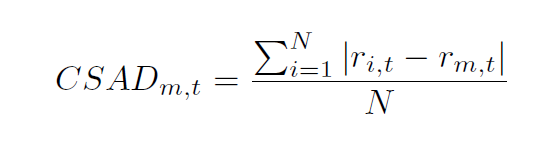 CSAD_{m,t} = \frac{\sum_{i=1}^{N} |r_{i,t} - r_{m,t}|}{N}